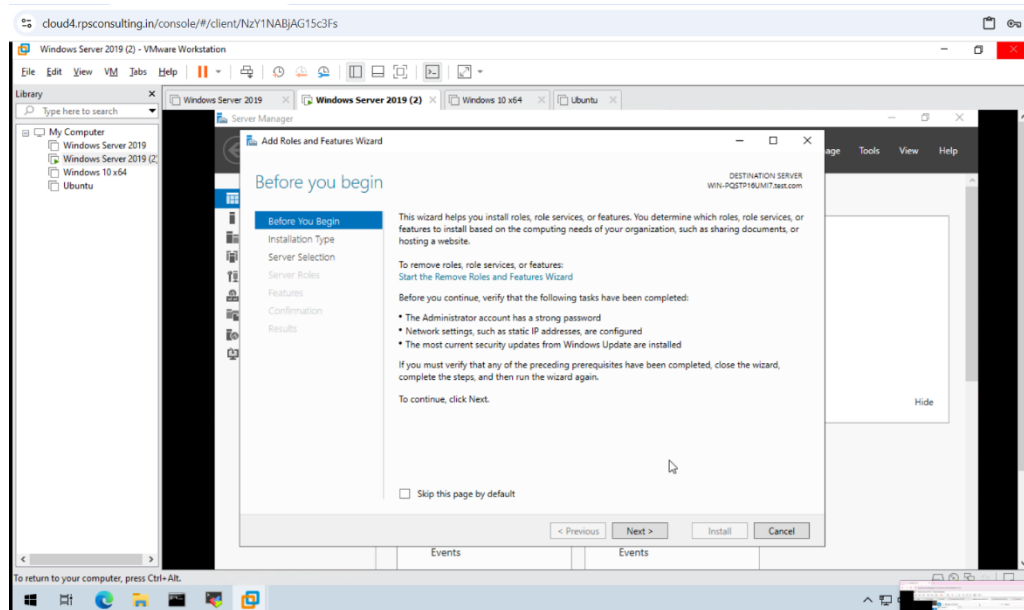 cloud4.rpsconsulting.in/console/#/client/NzY1NABjAG15c3Fs
Windows Server 2019 (2) - VMware Workstation
File Edit View VM Tabs Help
Library
Type here to search
My Computer
Windows Server 2019
Windows Server 2019 (2
Windows 10 x64
Ubuntu
Windows Server 2019
Windows Server 2019 (2)
Windows 10 x64
Ubuntu
Server Manager
age Tools View Help
Add Roles and Features Wizard
Before you begin
DESTINATION SERVER
WIN-PQSTP16UMI7.test.com
Before You Begin
Installation Type
Server Selection
Server Roles
Features
Confirmation
Results
This wizard helps you install roles, role services, or features. You determine which roles, role services, or
features to install based on the computing needs of your organization, such as sharing documents, or
hosting a website.
To remove roles, role services, or features:
Start the Remove Roles and Features Wizard
Before you continue, verify that the following tasks have been completed:
• The Administrator account has a strong password
• Network settings, such as static IP addresses, are configured
• The most current security updates from Windows Update are installed
If you must verify that any of the preceding prerequisites have been completed, close the wizard,
complete the steps, and then run the wizard again.
To continue, click Next.
Skip this page by default
< Previous Next > Install Cancel
Hide
Events Events
To return to your computer, press Ctrl+Alt.